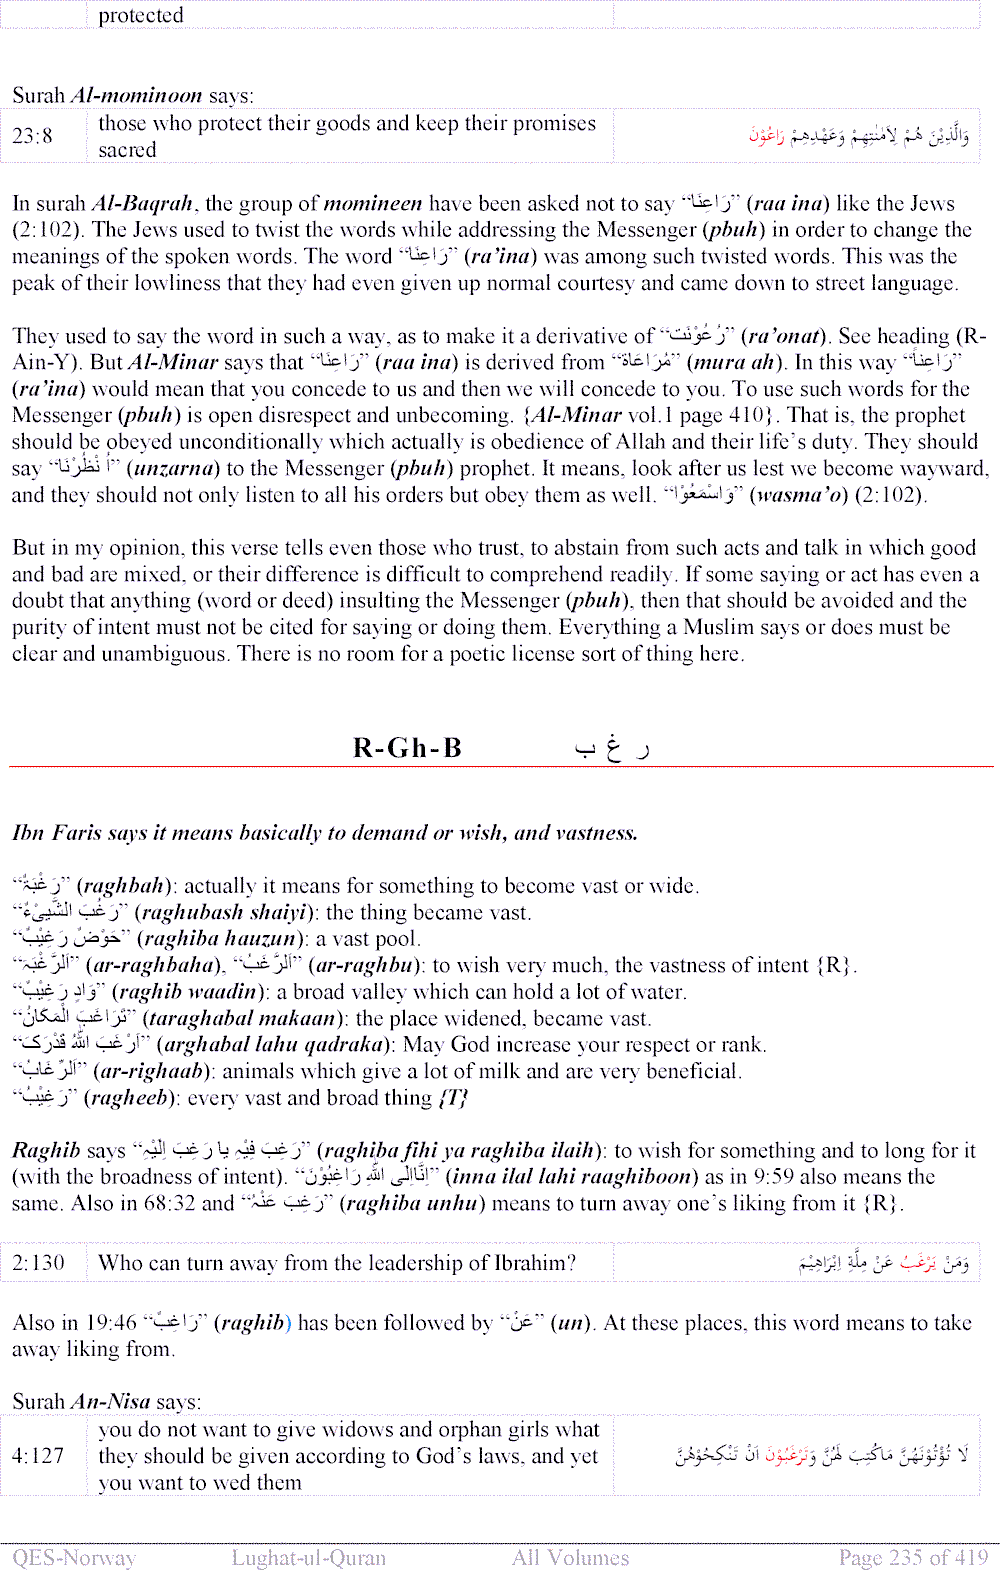 protected
Surah Al-mominoon says:
23:8 those who protect their goods and keep their promises sacred وَالَّذِيْنَ هُمْ لِاَمٰنٰتِهِمْ وَعَهْدِهِمْ رَاعُوْنَ
In surah Al-Baqrah, the group of momineen have been asked not to say “رَاعِنَا” (raa ina) like the Jews
(2:102). The Jews used to twist the words while addressing the Messenger (pbuh) in order to change the
meanings of the spoken words. The word “رَاعِنَا” (ra’ina) was among such twisted words. This was the
peak of their lowliness that they had even given up normal courtesy and came down to street language.
They used to say the word in such a way, as to make it a derivative of “رُعُوْنَت” (ra’onat). See heading (R-
Ain-Y). But Al-Minar says that “رَاعِنَا” (raa ina) is derived from “مُرَاعَاة” (mura ah). In this way “رَاعِناَ”
(ra’ina) would mean that you concede to us and then we will concede to you. To use such words for the
Messenger (pbuh) is open disrespect and unbecoming. {Al-Minar vol.1 page 410}. That is, the prophet
should be obeyed unconditionally which actually is obedience of Allah and their life’s duty. They should
say “اُ نْظُرْنَا” (unzarna) to the Messenger (pbuh) prophet. It means, look after us lest we become wayward,
and they should not only listen to all his orders but obey them as well. “وَاسْمَعُوْا” (wasma’o) (2:102).
But in my opinion, this verse tells even those who trust, to abstain from such acts and talk in which good
and bad are mixed, or their difference is difficult to comprehend readily. If some saying or act has even a
doubt that anything (word or deed) insulting the Messenger (pbuh), then that should be avoided and the
purity of intent must not be cited for saying or doing them. Everything a Muslim says or does must be
clear and unambiguous. There is no room for a poetic license sort of thing here.
R-Gh-B ر غ ب
Ibn Faris says it means basically to demand or wish, and vastness.
“رَغْبَۃٌ” (raghbah): actually it means for something to become vast or wide.
“رَغُبَ الشَّیْیءُ” (raghubash shaiyi): the thing became vast.
“حَوْضٌ رَغِيْبٌ” (raghiba hauzun): a vast pool.
“اَلرَّغْبَۃ” (ar-raghbaha), “اَلرَّغَبُ” (ar-raghbu): to wish very much, the vastness of intent {R}.
“وَادٍ رَغِيْبٌ” (raghib waadin): a broad valley which can hold a lot of water.
“تَرَاغَبَ الْمَکَانُ” (taraghabal makaan): the place widened, became vast.
“اَرْغَبَ اللّٰہُ قَدْرَکَ” (arghabal lahu qadraka): May God increase your respect or rank.
“اَلرِّغَابُ” (ar-righaab): animals which give a lot of milk and are very beneficial.
“رَغِيْبُ” (ragheeb): every vast and broad thing {T}
Raghib says “رَغِبَ فِيْہِ يا رَغِبَ اِلَيْہِ” (raghiba fihi ya raghiba ilaih): to wish for something and to long for it
(with the broadness of intent). “اِنَّااِلَی اللّٰہِ رَاغِبُوْنَ” (inna ilal lahi raaghiboon) as in 9:59 also means the
same. Also in 68:32 and “رَغِبَ عَنْہُ” (raghiba unhu) means to turn away one’s liking from it {R}.
2:130 Who can turn away from the leadership of Ibrahim? وَمَنْ يَرْغَبُ عَنْ مِلَّةِ اِبْرَاهِيْمَ
Also in 19:46 “رَاغِبٌ” (raghib) has been followed by “عَنْ” (un). At these places, this word means to take
away liking from.
Surah An-Nisa says:
4:127 you do not want to give widows and orphan girls what they should be given according to God’s laws, and yet you want to wed them لَا تُؤْتُوْنَهُنَّ مَاكُتِبَ لَهُنَّ وَتَرْغَبُوْنَ اَنْ تَنْكِحُوْهُنَّ
QES-Norway Lughat-ul-Quran All Volumes Page 235 of 419